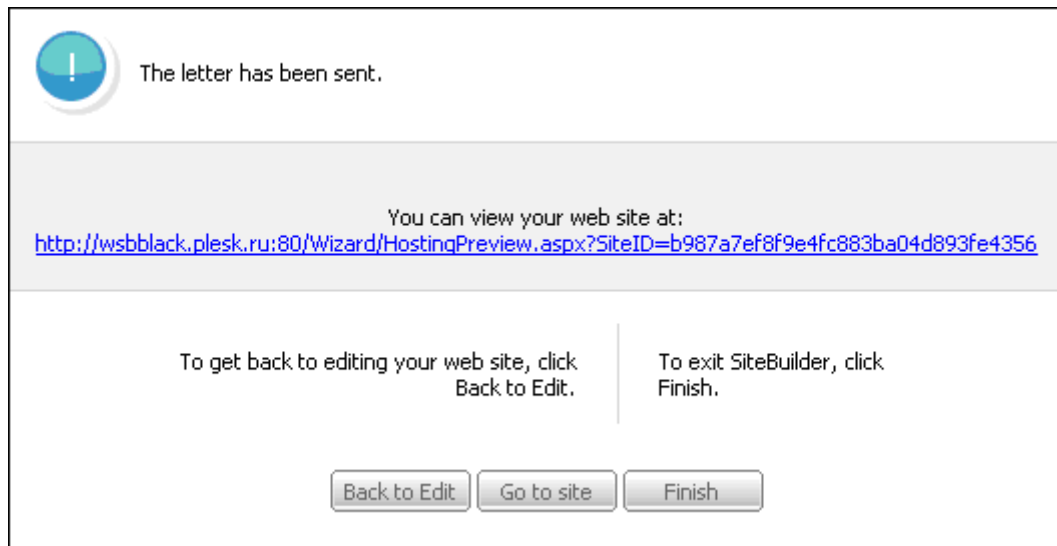 !
The letter has been sent.
You can view your web site at:
http://wsbblack.plesk.ru:80/Wizard/HostingPreview.aspx?SiteID=b987a7ef8f9e4fc883ba04d893fe4356
To get back to editing your web site, click
Back to Edit.
To exit SiteBuilder, click
Finish.
Back to Edit
Go to site
Finish